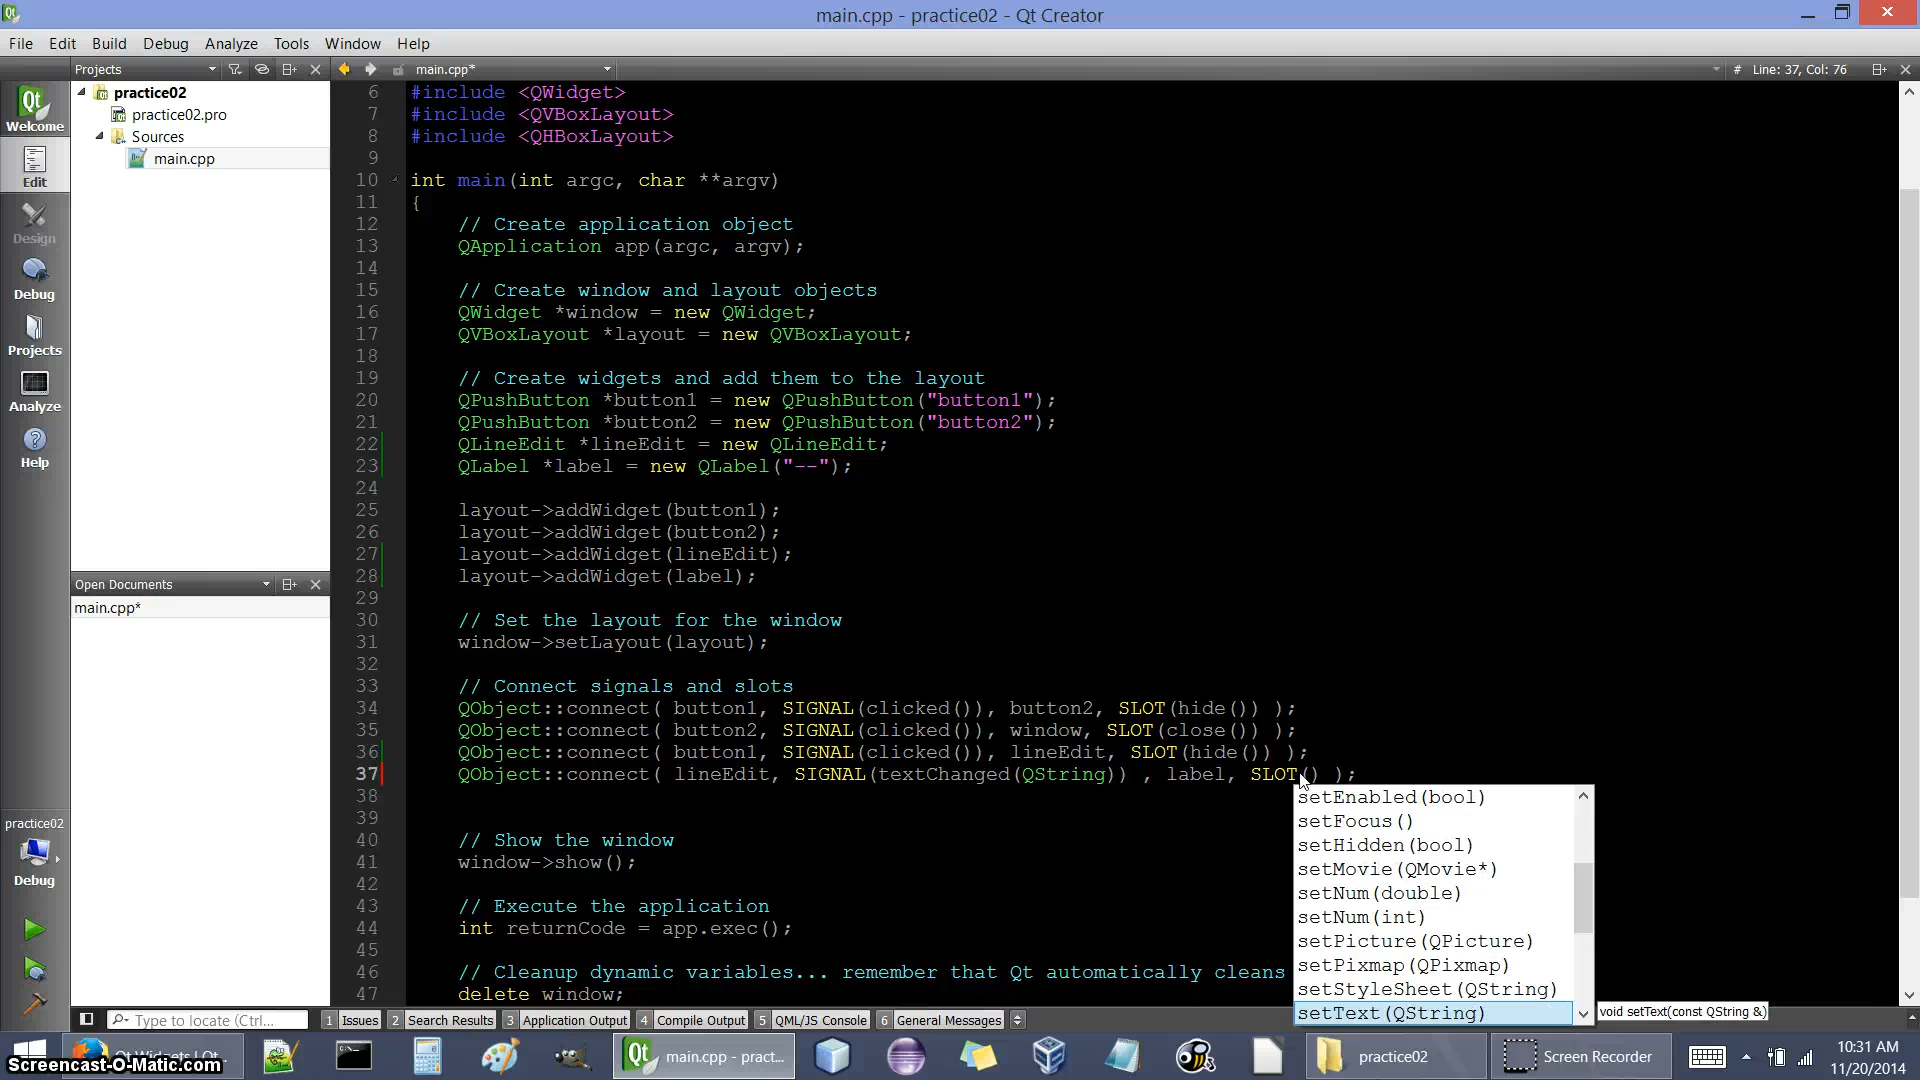 main.cpp - practice02 - Qt Creator
File Edit Build Debug Analyze Tools Window Help
Projects
main.cpp*
# Line: 37, Col: 76
Welcome
Edit
Design
Debug
Projects
Analyze
Help
practice02
practice02.pro
Sources
main.cpp
Open Documents
main.cpp*
6 #include <QWidget>
7 #include <QVBoxLayout>
8 #include <QHBoxLayout>
9
10 int main(int argc, char **argv)
11 {
12 // Create application object
13 QApplication app(argc, argv);
14
15 // Create window and layout objects
16 QWidget *window = new QWidget;
17 QVBoxLayout *layout = new QVBoxLayout;
18
19 // Create widgets and add them to the layout
20 QPushButton *button1 = new QPushButton("button1");
21 QPushButton *button2 = new QPushButton("button2");
22 QLineEdit *lineEdit = new QLineEdit;
23 QLabel *label = new QLabel("--");
24
25 layout->addWidget(button1);
26 layout->addWidget(button2);
27 layout->addWidget(lineEdit);
28 layout->addWidget(label);
29
30 // Set the layout for the window
31 window->setLayout(layout);
32
33 // Connect signals and slots
34 QObject::connect( button1, SIGNAL(clicked()), button2, SLOT(hide()) );
35 QObject::connect( button2, SIGNAL(clicked()), window, SLOT(close()) );
36 QObject::connect( button1, SIGNAL(clicked()), lineEdit, SLOT(hide()) );
37 QObject::connect( lineEdit, SIGNAL(textChanged(QString)) , label, SLOT() );
38
39
40 // Show the window
41 window->show();
42
43 // Execute the application
44 int returnCode = app.exec();
45
46 // Cleanup dynamic variables... remember that Qt automatically cleans
47 delete window;
setEnabled(bool)
setFocus()
setHidden(bool)
setMovie(QMovie*)
setNum(double)
setNum(int)
setPicture(QPicture)
setPixmap(QPixmap)
setStyleSheet(QString)
setText(QString)
void setText(const QString &)
practice02
Debug
Type to locate (Ctrl...
1 Issues 2 Search Results 3 Application Output 4 Compile Output 5 QML/JS Console 6 General Messages
Qt Widgets | Qt...
main.cpp - pract...
practice02
Screen Recorder
10:31 AM
11/20/2014
Screencast-O-Matic.com